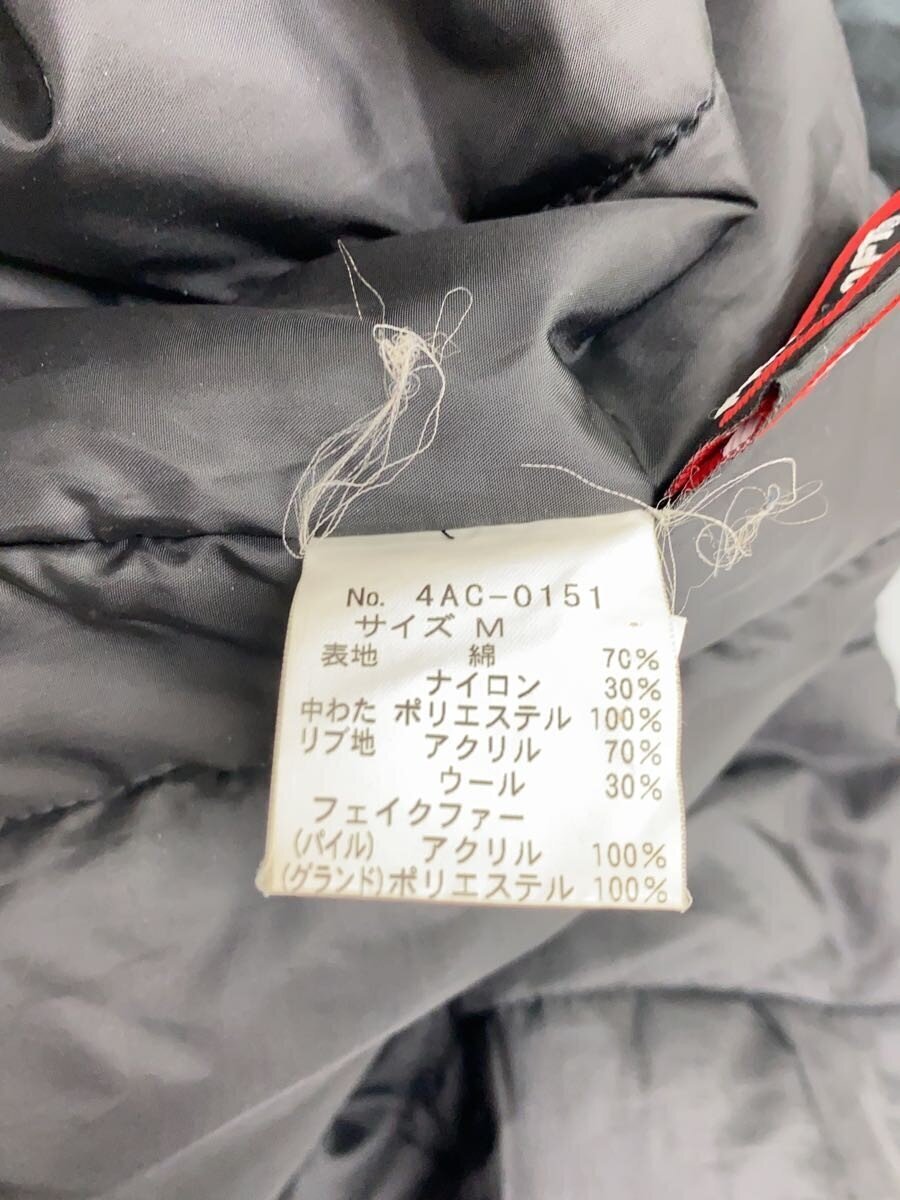 No. 4AC-0151
サイズ M
表地 綿 70%
ナイロン 30%
中わた ポリエステル 100%
リブ地 アクリル 70%
ウール 30%
フェイクファー
(パイル) アクリル 100%
(グランド)ポリエステル 100%